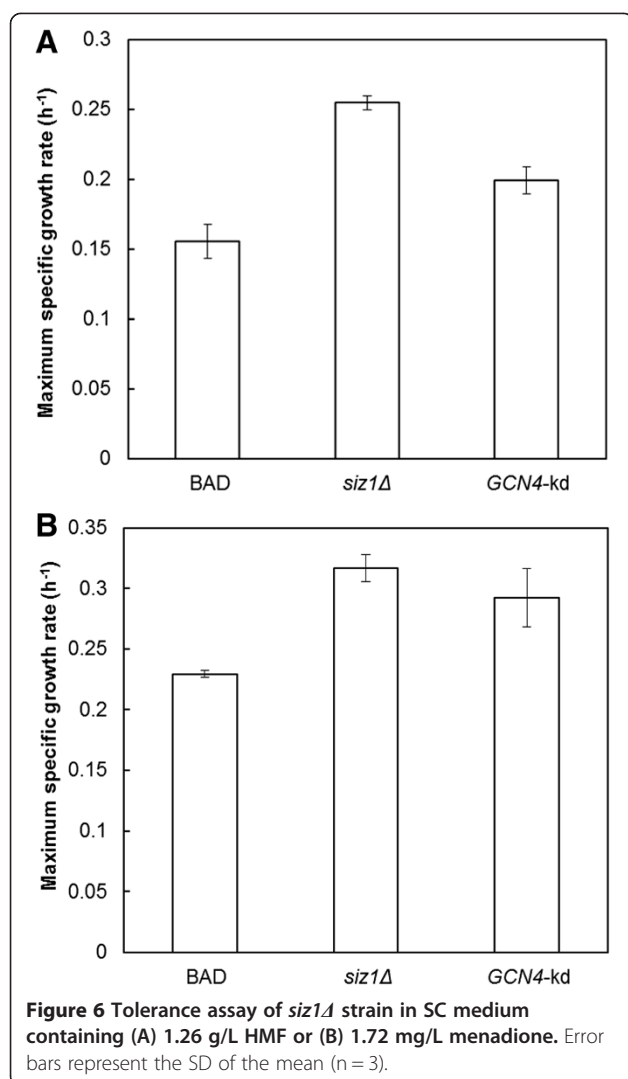 A
Maximum specific growth rate (h-1)
0.3
0.25
0.2
0.15
0.1
0.05
0
BAD siz1Δ GCN4-kd
B
Maximum specific growth rate (h-1)
0.35
0.3
0.25
0.2
0.15
0.1
0.05
0
BAD siz1Δ GCN4-kd
Figure 6 Tolerance assay of siz1Δ strain in SC medium
containing (A) 1.26 g/L HMF or (B) 1.72 mg/L menadione. Error
bars represent the SD of the mean (n = 3).